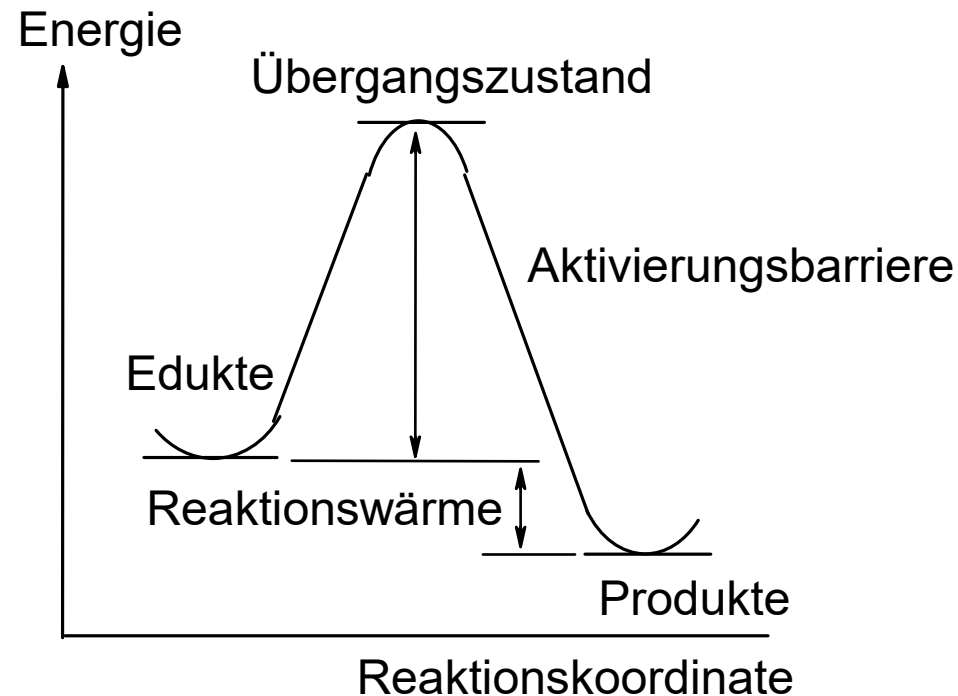 Energie
Übergangszustand
Aktivierungsbarriere
Edukte
Reaktionswärme
Produkte
Reaktionskoordinate